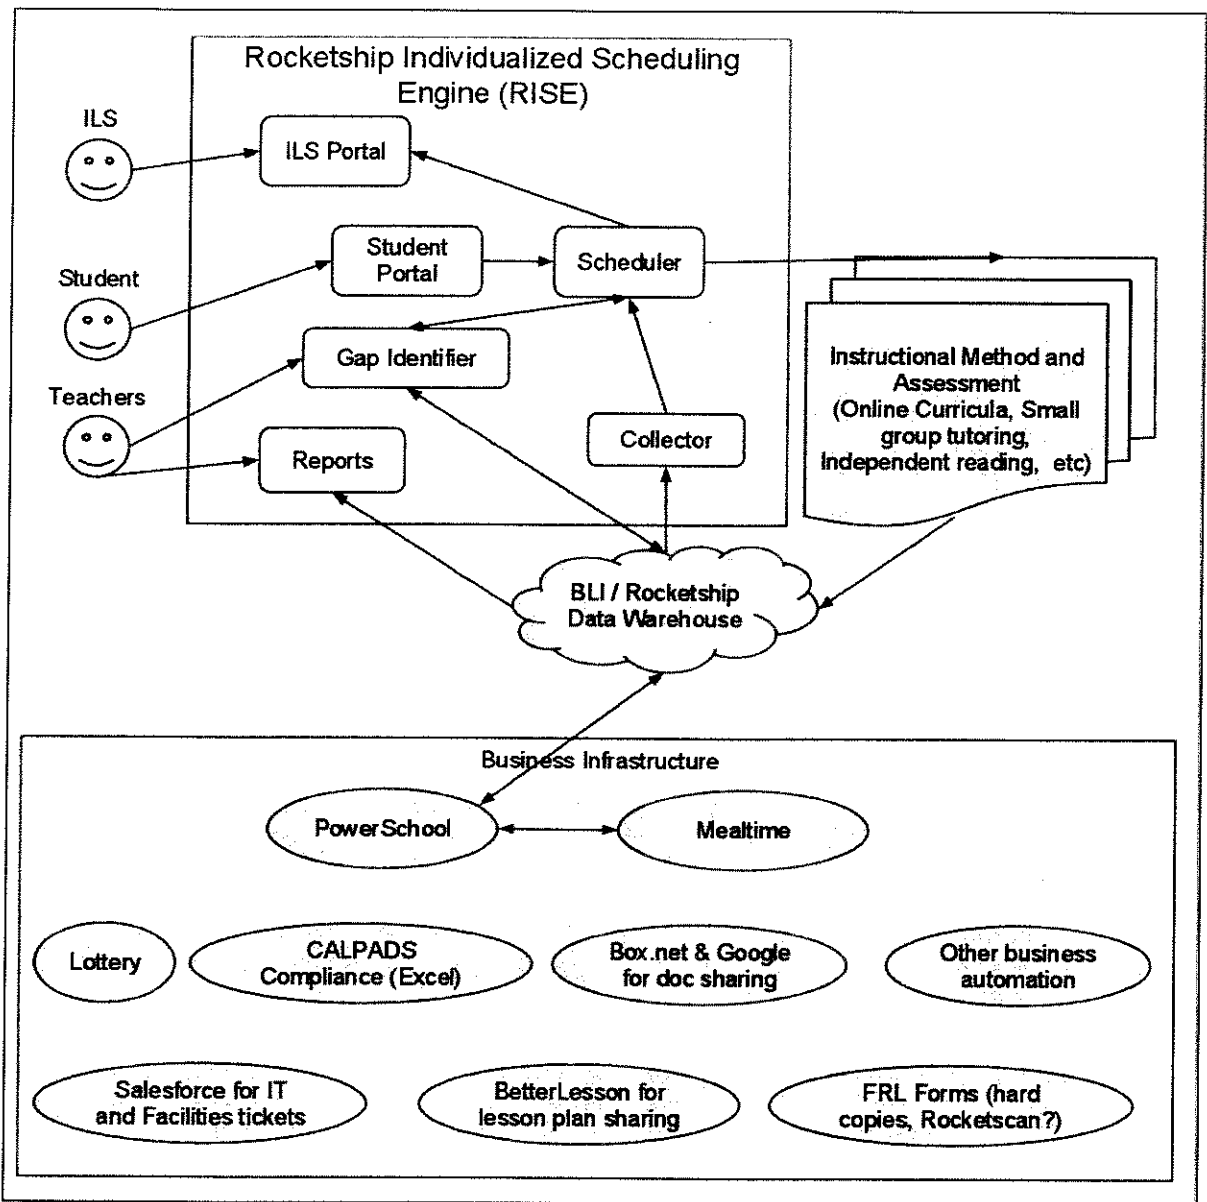 Rocketship Individualized Scheduling
Engine (RISE)
ILS
ILS Portal
Student
Portal
Scheduler
Student
Gap Identifier
Instructional Method and
Assessment
(Online Curricula, Small
group tutoring,
Independent reading, etc)
Teachers
Collector
Reports
BLI / Rocketship
Data Warehouse
Business Infrastructure
PowerSchool
Mealtime
Lottery
CALPADS
Compliance (Excel)
Box.net & Google
for doc sharing
Other business
automation
Salesforce for IT
and Facilities tickets
BetterLesson for
lesson plan sharing
FRL Forms (hard
copies, Rocketscan?)